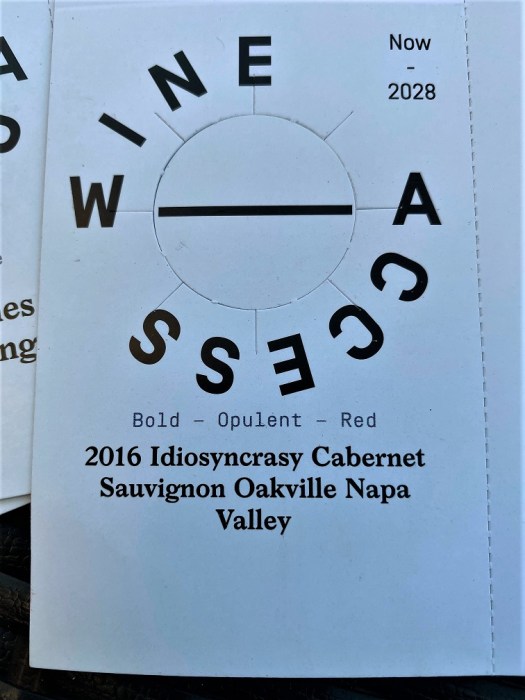 WINE
ACCESS
Now
-
2028
Bold – Opulent – Red
2016 Idiosyncrasy Cabernet
Sauvignon Oakville Napa
Valley